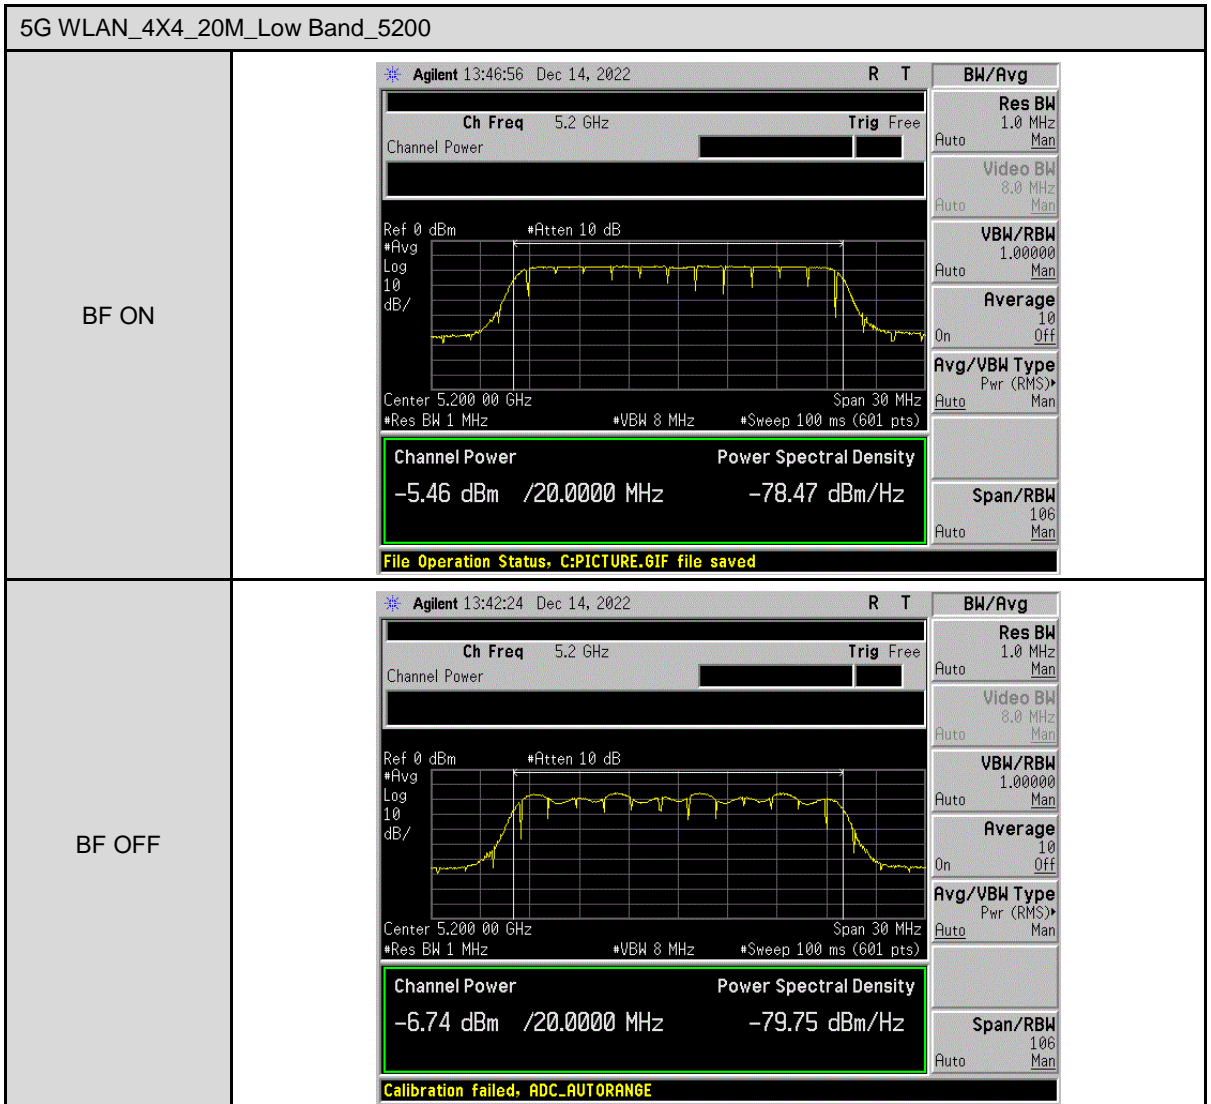 5G WLAN_4X4_20M_Low Band_5200
BF ON
Agilent 13:46:56 Dec 14, 2022 R T
BW/Avg
Ch Freq 5.2 GHz Trig Free
Channel Power
Res BW
1.0 MHz
Auto Man
Video BW
8.0 MHz
Auto Man
VBW/RBW
1.00000
Auto Man
Average
10
On Off
Avg/VBW Type
Pwr (RMS)
Auto Man
Span/RBW
106
Auto Man
Ref 0 dBm #Atten 10 dB
#Avg
Log
10
dB/
Center 5.200 00 GHz Span 30 MHz
#Res BW 1 MHz #VBW 8 MHz #Sweep 100 ms (601 pts)
Channel Power Power Spectral Density
-5.46 dBm /20.0000 MHz -78.47 dBm/Hz
File Operation Status, C:PICTURE.GIF file saved
BF OFF
Agilent 13:42:24 Dec 14, 2022 R T
BW/Avg
Ch Freq 5.2 GHz Trig Free
Channel Power
Res BW
1.0 MHz
Auto Man
Video BW
8.0 MHz
Auto Man
VBW/RBW
1.00000
Auto Man
Average
10
On Off
Avg/VBW Type
Pwr (RMS)
Auto Man
Span/RBW
106
Auto Man
Ref 0 dBm #Atten 10 dB
#Avg
Log
10
dB/
Center 5.200 00 GHz Span 30 MHz
#Res BW 1 MHz #VBW 8 MHz #Sweep 100 ms (601 pts)
Channel Power Power Spectral Density
-6.74 dBm /20.0000 MHz -79.75 dBm/Hz
Calibration failed, ADC_AUTORANGE